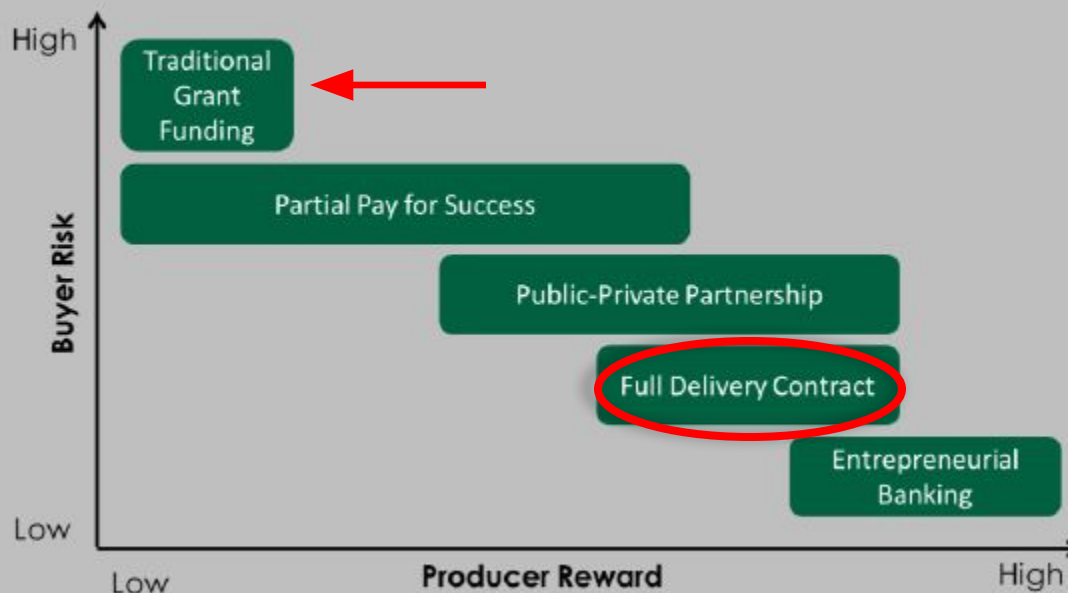 High
Traditional
Grant
Funding
Partial Pay for Success
Public-Private Partnership
Full Delivery Contract
Entrepreneurial
Banking
Buyer Risk
Low
Low
Producer Reward
High